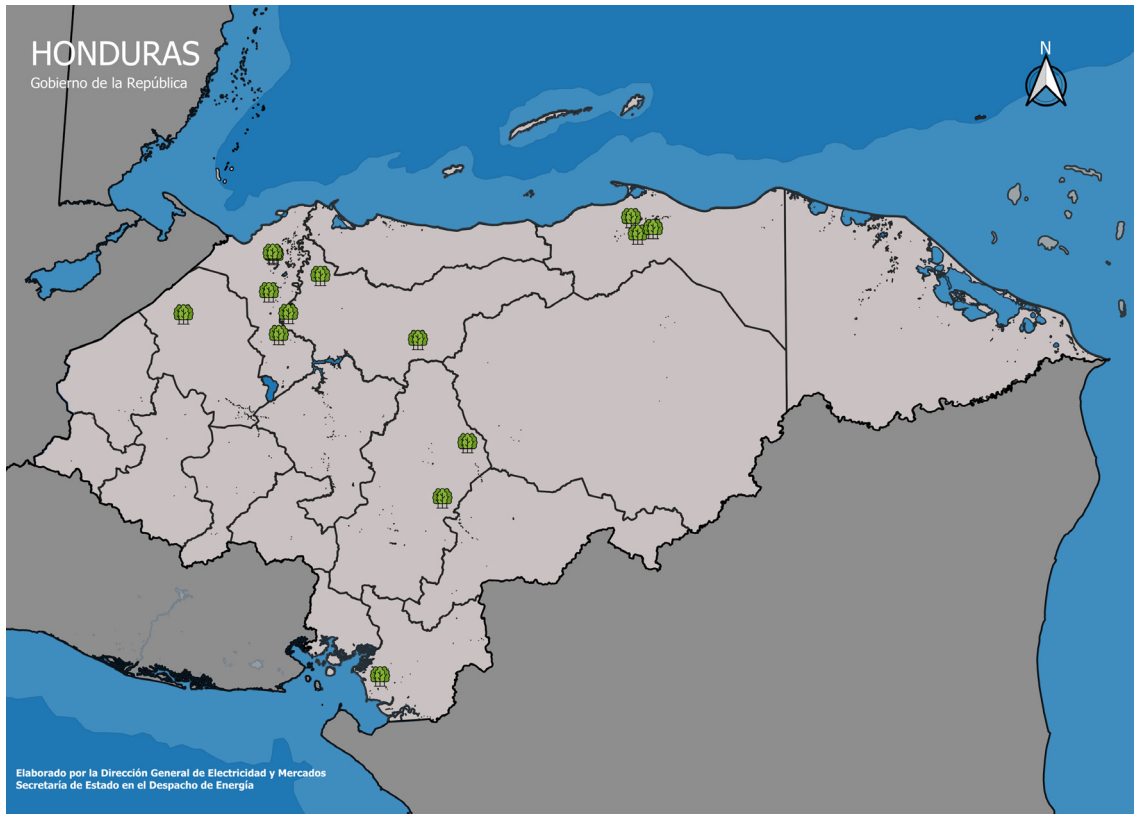 HONDURAS
Gobierno de la República
N
Elaborado por la Dirección General de Electricidad y Mercados
Secretaría de Estado en el Despacho de Energía